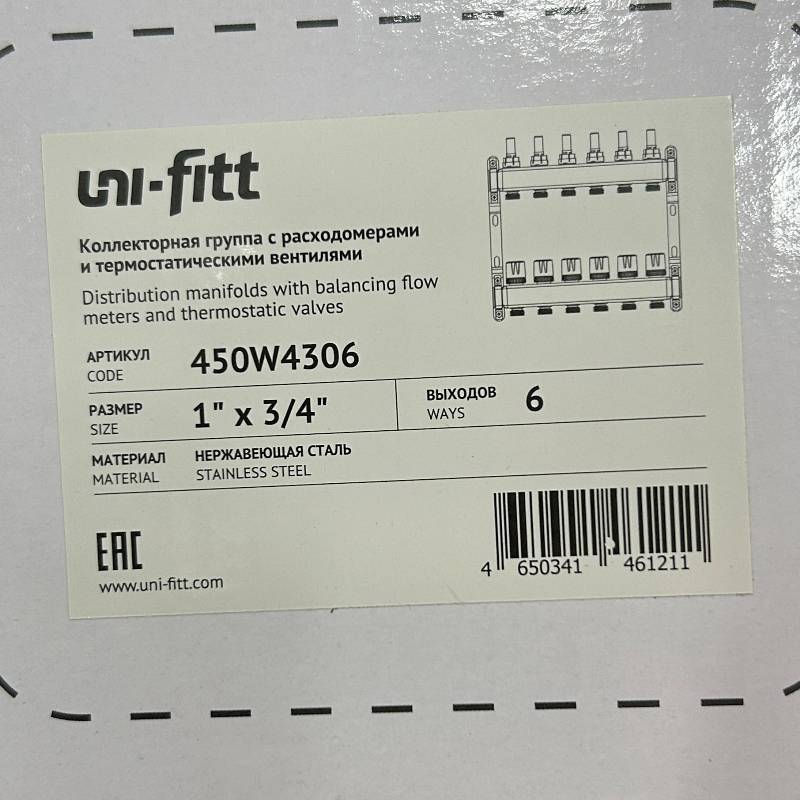 uni-fitt
Коллекторная группа с расходомерами
и термостатическими вентилями
Distribution manifolds with balancing flow
meters and thermostatic valves
АРТИКУЛ 450W4306
CODE
РАЗМЕР 1" x 3/4" ВЫХОДОВ 6
SIZE WAYS
МАТЕРИАЛ НЕРЖАВЕЮЩАЯ СТАЛЬ
MATERIAL STAINLESS STEEL
W W W W W W
EAC
www.uni-fitt.com
4 650341 461211